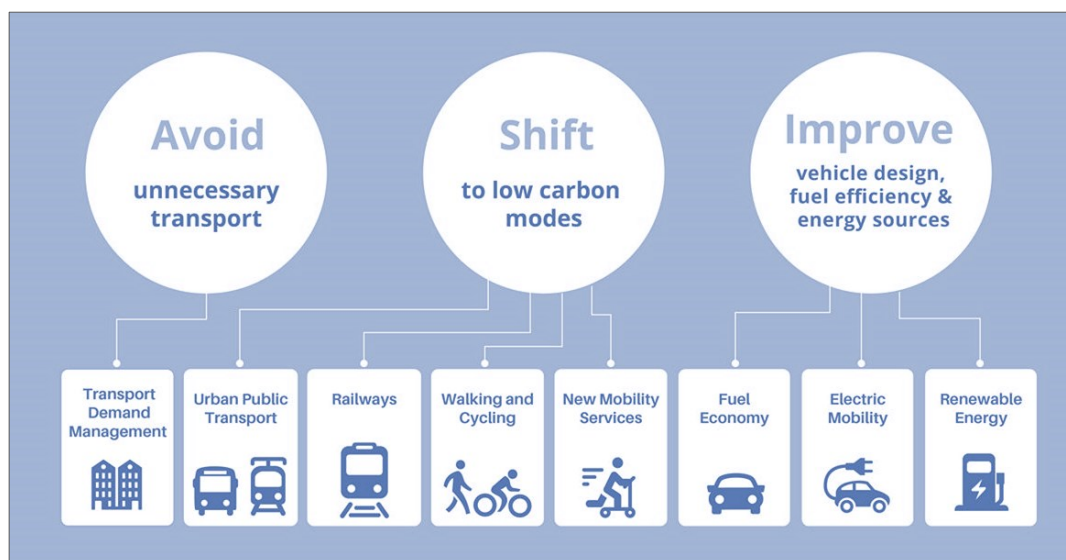 Avoid
unnecessary
transport
Shift
to low carbon
modes
Improve
vehicle design,
fuel efficiency &
energy sources
Transport
Demand
Management
Urban Public
Transport
Railways
Walking and
Cycling
New Mobility
Services
Fuel
Economy
Electric
Mobility
Renewable
Energy